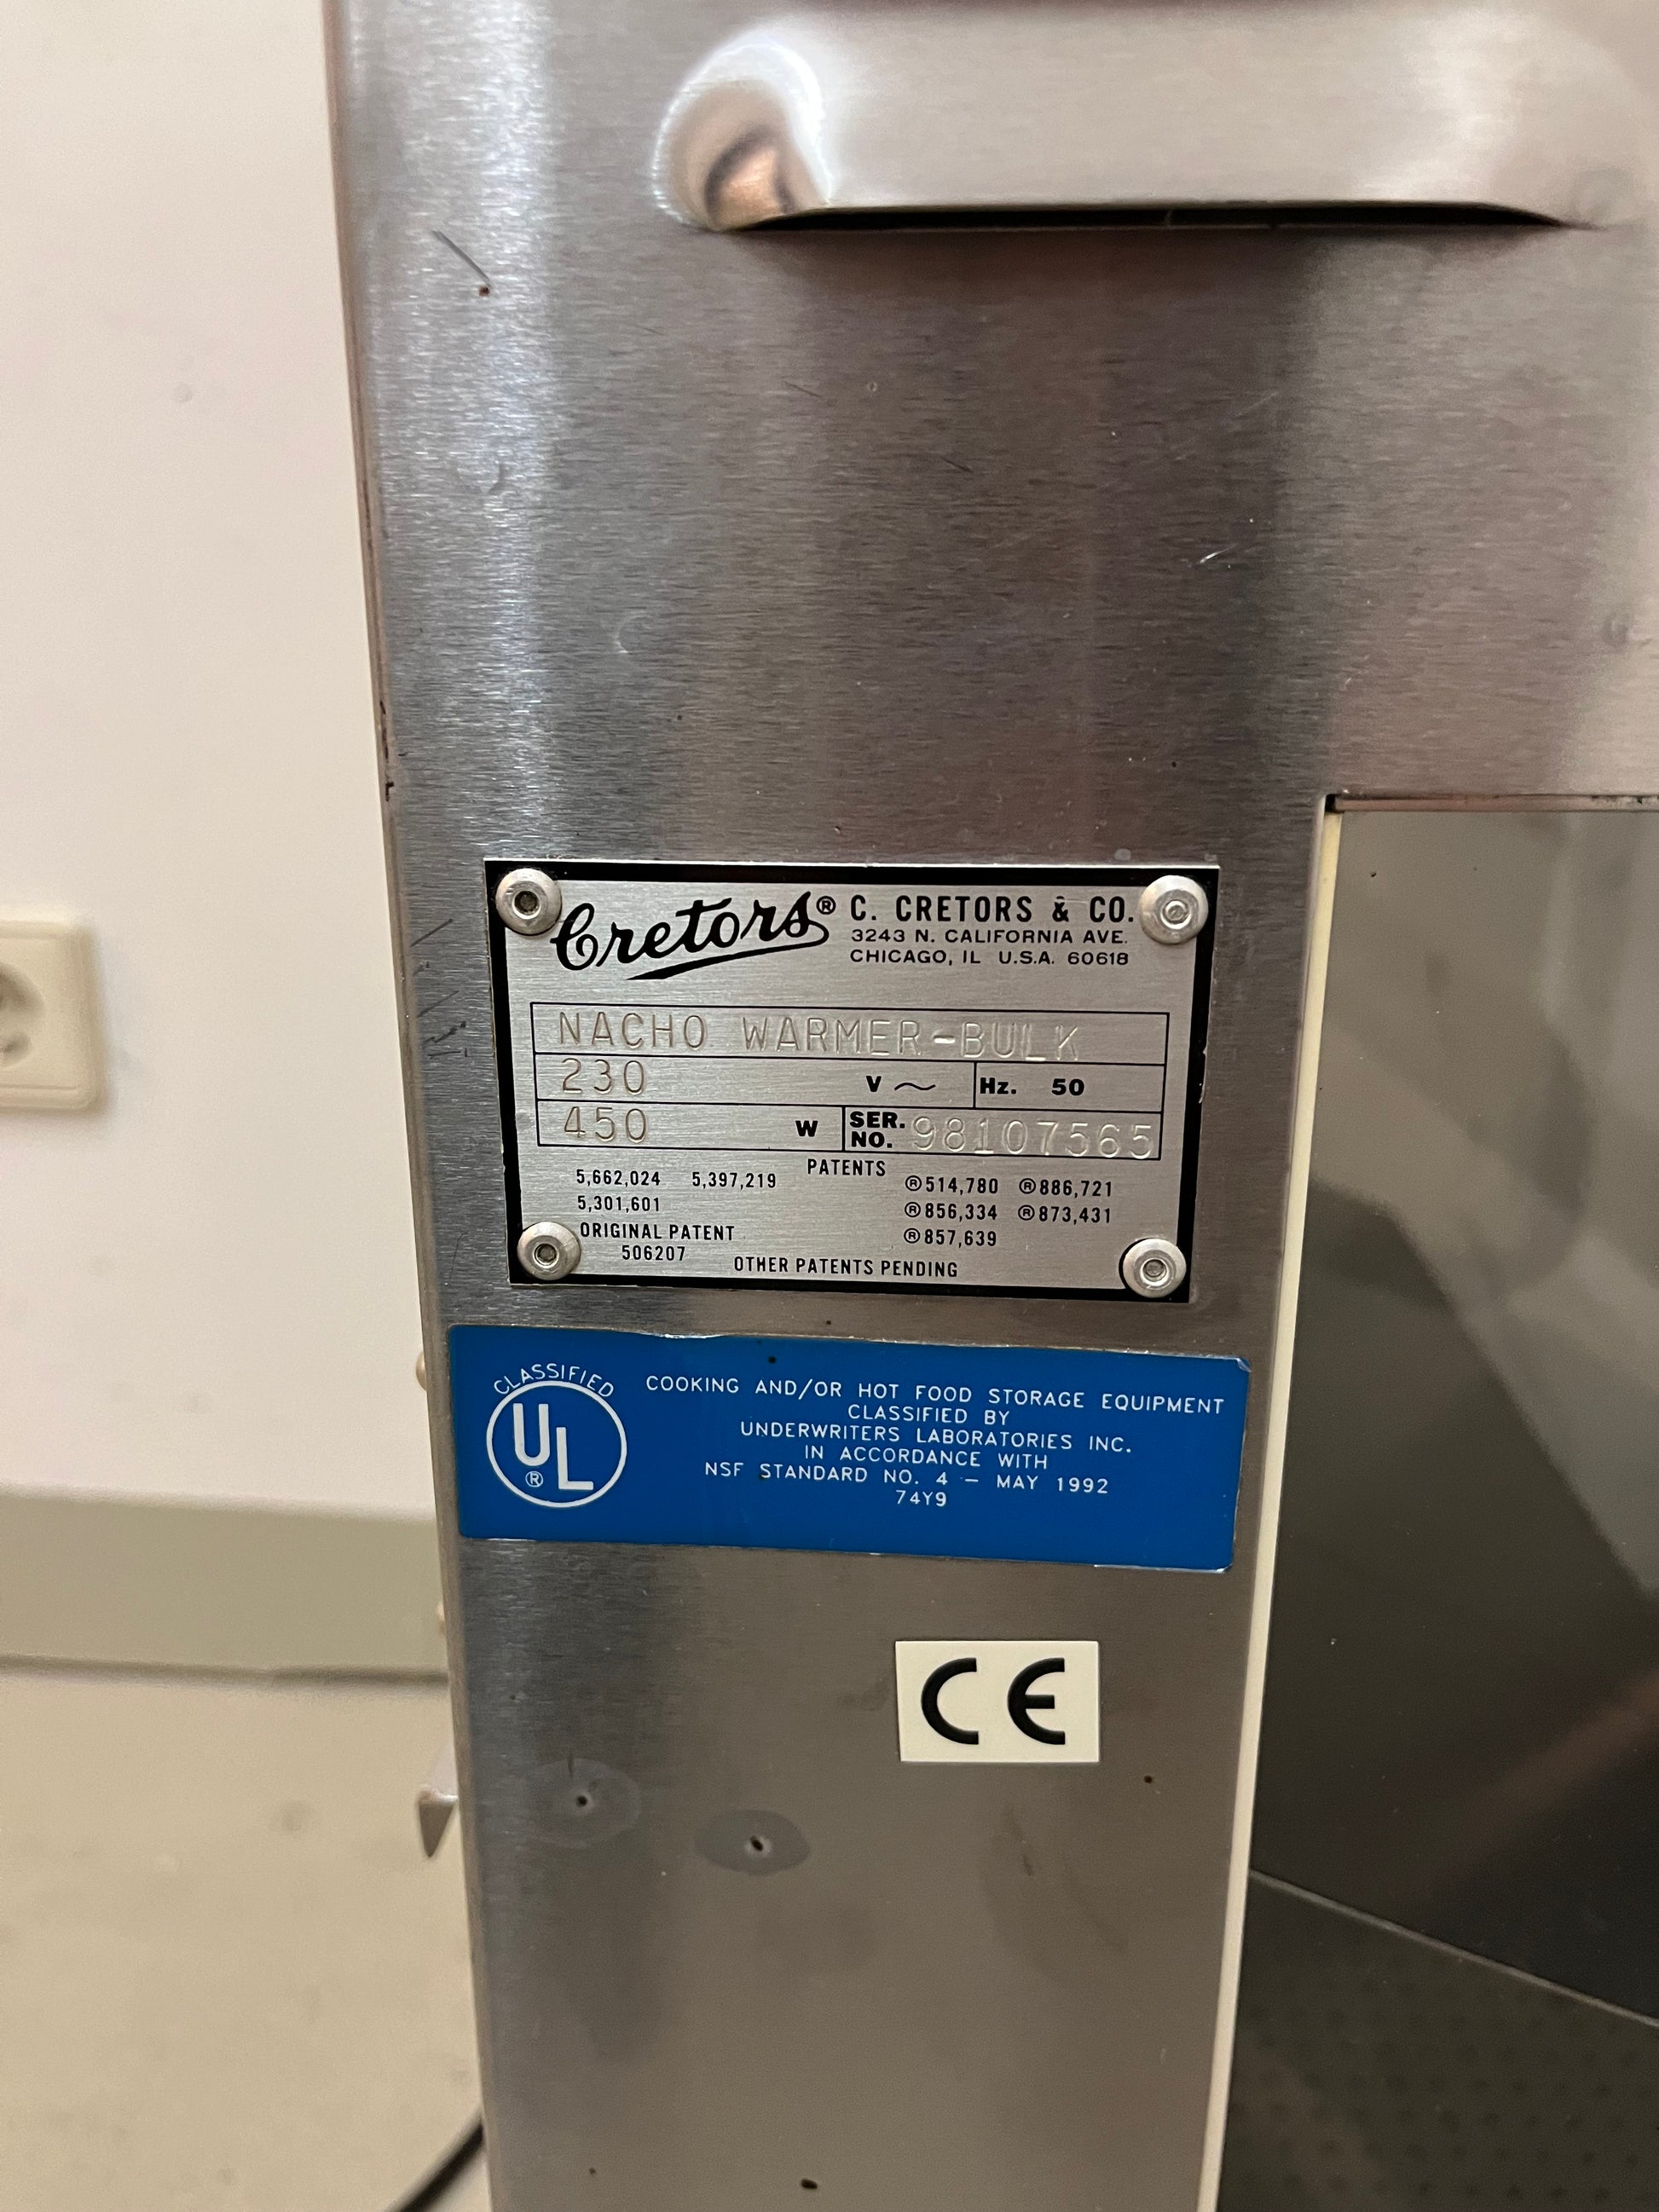 Cretors® C. CRETORS & CO.
3243 N. CALIFORNIA AVE.
CHICAGO, IL U.S.A. 60618
NACHO WARMER-BULK
230 V ~ Hz. 50
450 W SER. NO. 98107565
PATENTS
5,662,024 5,397,219 ®514,780 ®886,721
5,301,601 ®856,334 ®873,431
ORIGINAL PATENT ®857,639
506207 OTHER PATENTS PENDING
CLASSIFIED
UL
®
COOKING AND/OR HOT FOOD STORAGE EQUIPMENT
CLASSIFIED BY
UNDERWRITERS LABORATORIES INC.
IN ACCORDANCE WITH
NSF STANDARD NO. 4 - MAY 1992
74Y9
CE